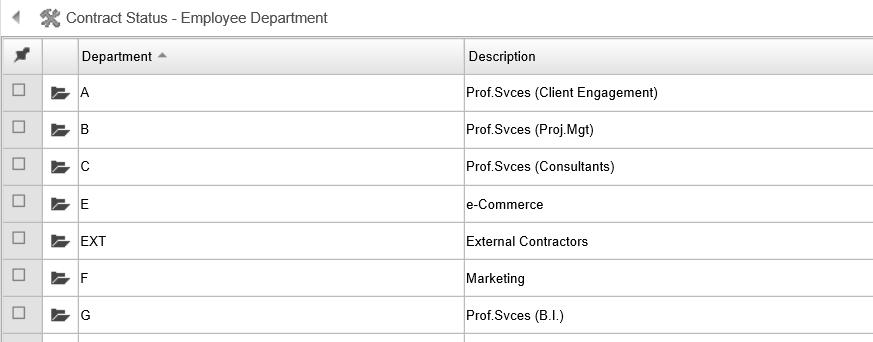 Contract Status - Employee Department
Department Description
A Prof.Svces (Client Engagement)
B Prof.Svces (Proj.Mgt)
C Prof.Svces (Consultants)
E e-Commerce
EXT External Contractors
F Marketing
G Prof.Svces (B.I.)